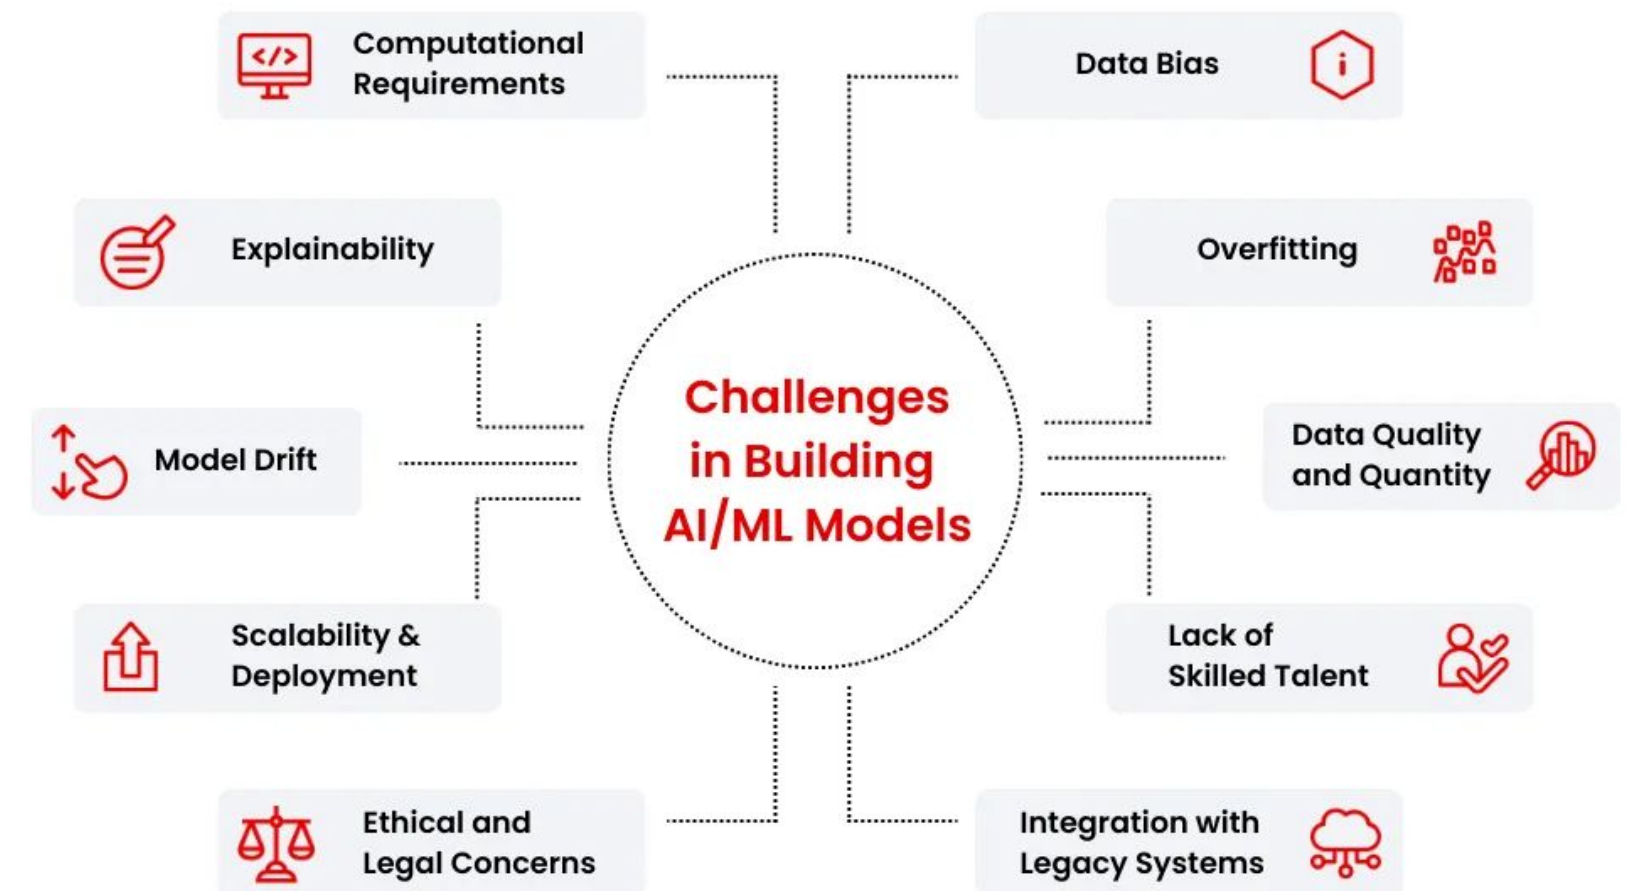 Computational
Requirements
Data Bias
Explainability
Overfitting
Challenges
in Building
AI/ML Models
Model Drift
Data Quality
and Quantity
Scalability &
Deployment
Lack of
Skilled Talent
Ethical and
Legal Concerns
Integration with
Legacy Systems